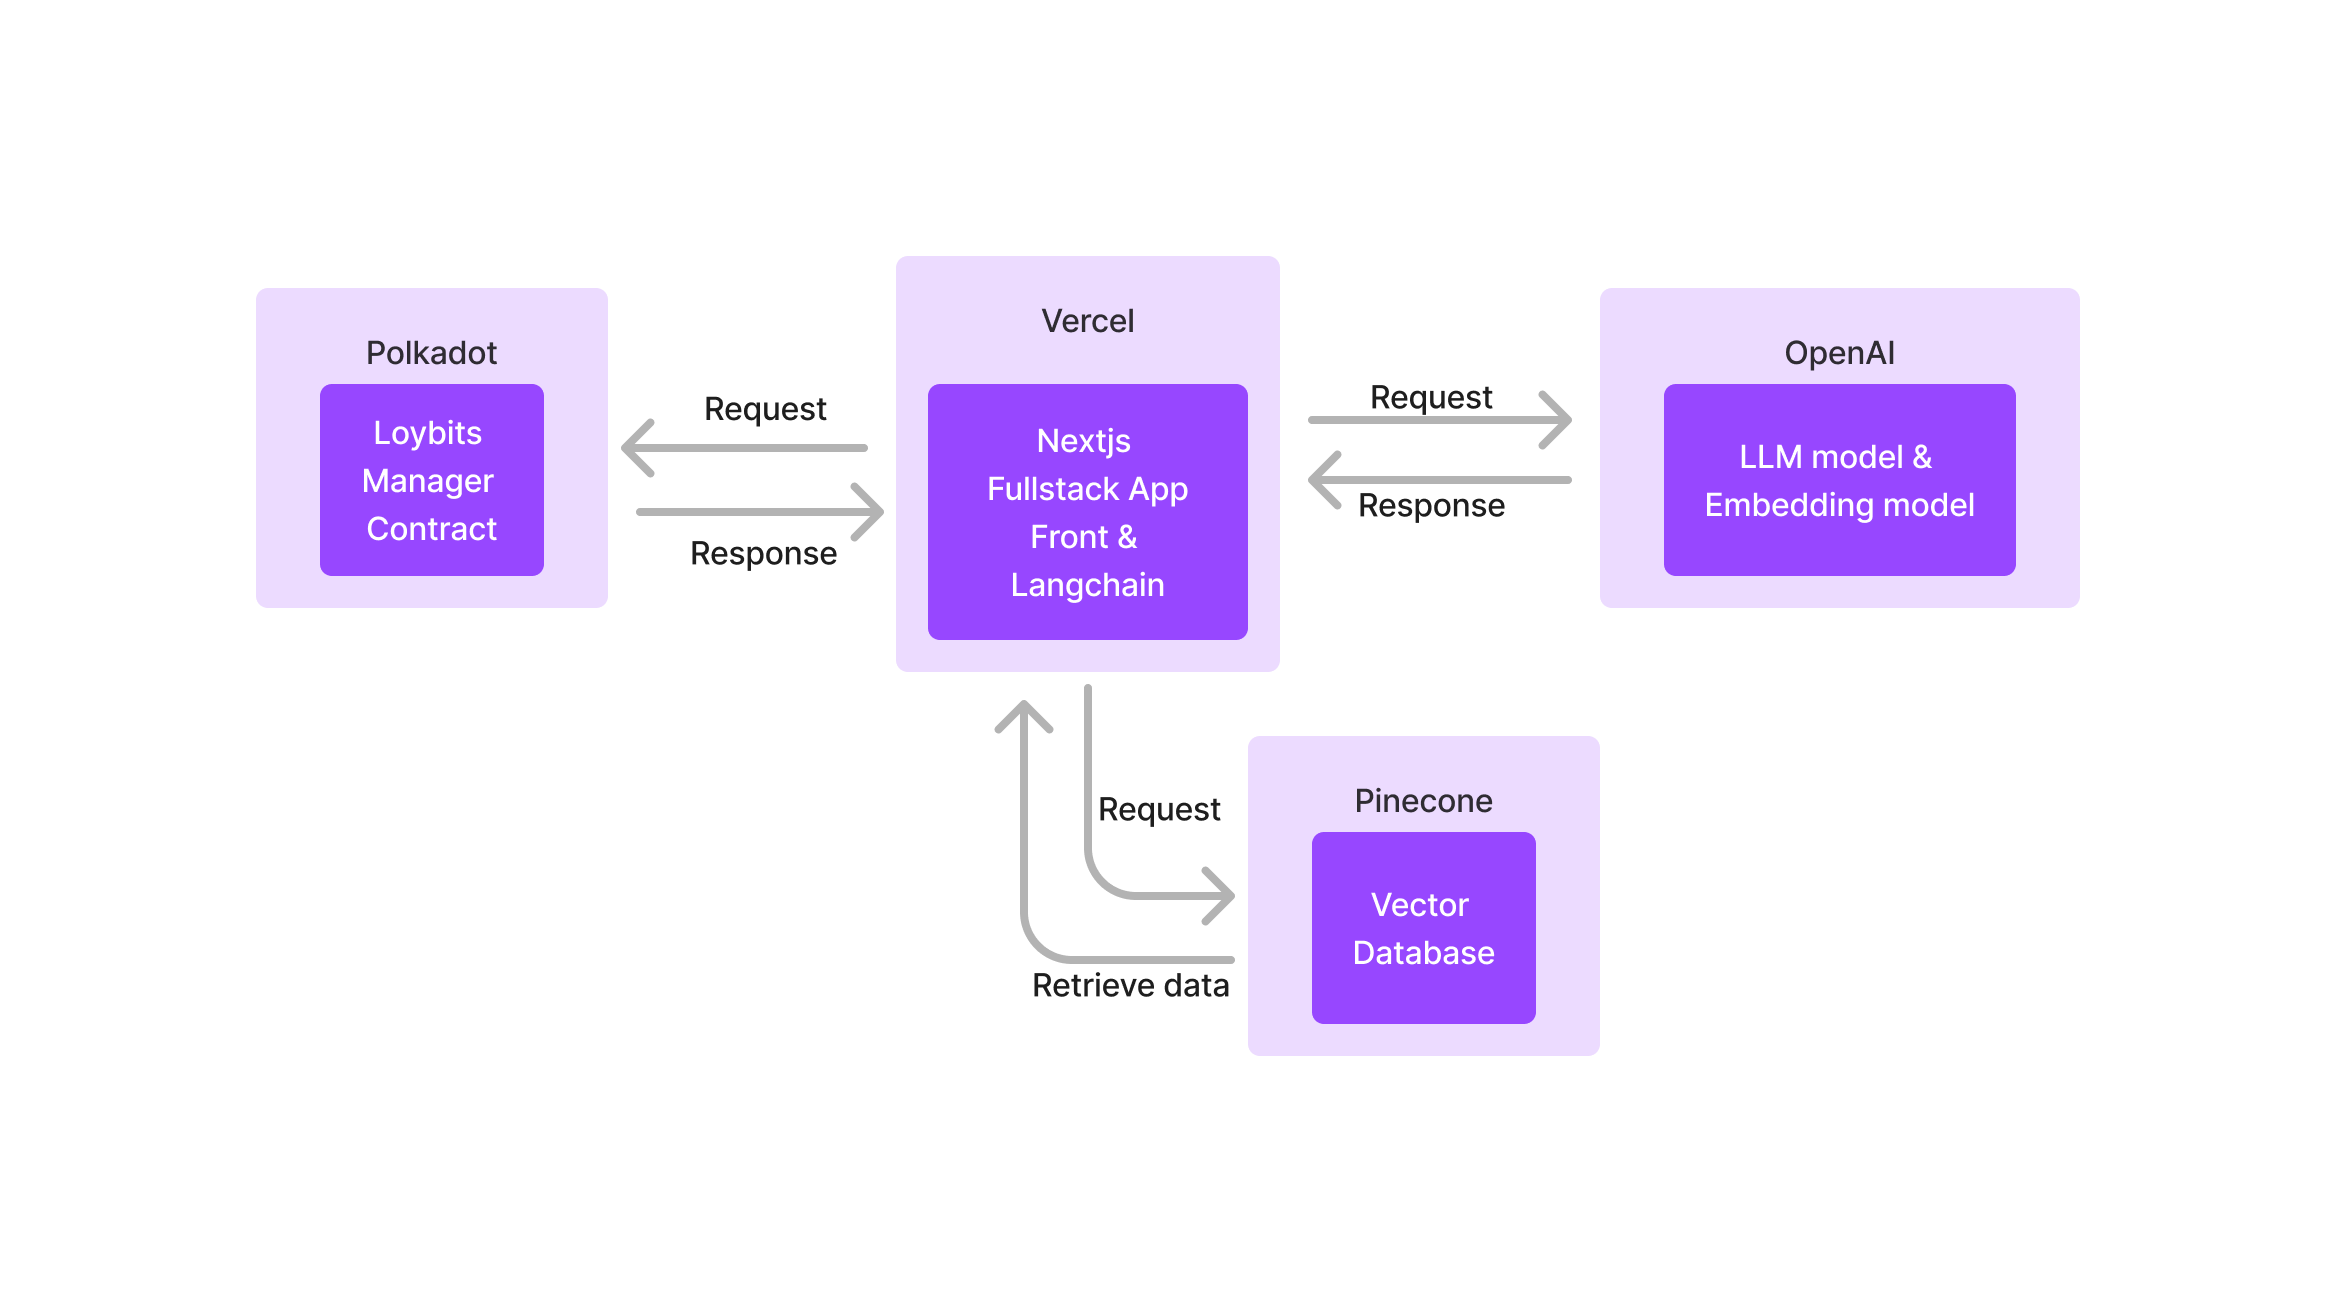 Polkadot
Loybits
Manager
Contract
Request
Response
Vercel
Nextjs
Fullstack App
Front &
Langchain
Request
Response
OpenAI
LLM model &
Embedding model
Request
Retrieve data
Pinecone
Vector
Database